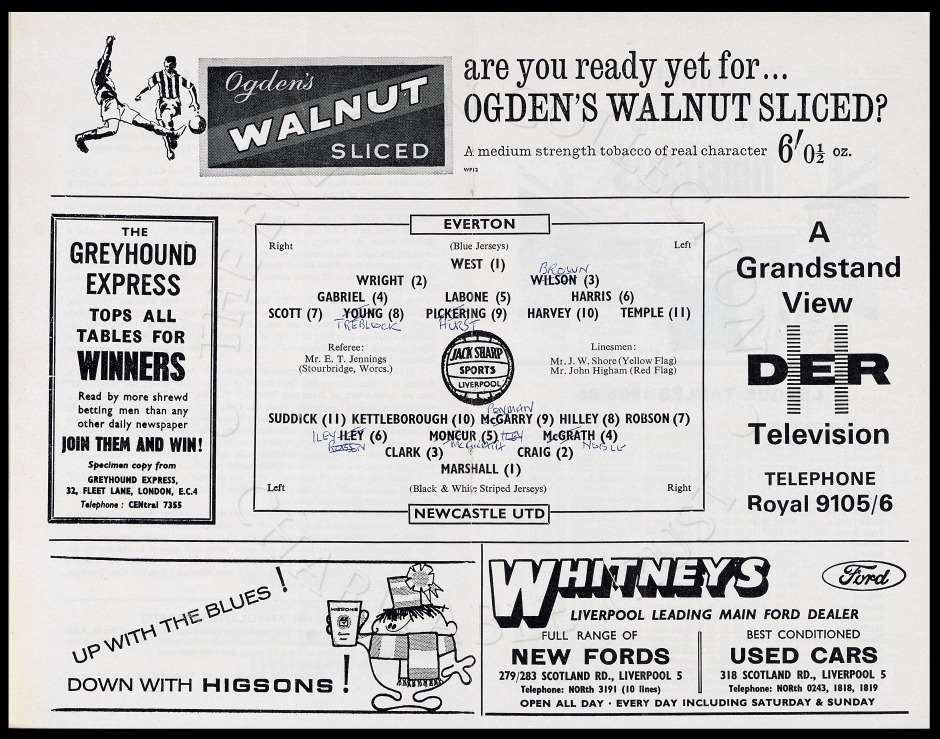 Ogden's
WALNUT
SLICED
are you ready yet for...
OGDEN'S WALNUT SLICED?
A medium strength tobacco of real character 6'0½ oz.
WP12
THE
GREYHOUND
EXPRESS
TOPS ALL
TABLES FOR
WINNERS
Read by more shrewd
betting men than any
other daily newspaper
JOIN THEM AND WIN!
Specimen copy from
GREYHOUND EXPRESS,
32, FLEET LANE, LONDON, E.C.4
Telephone : CENtral 7355
EVERTON
Right (Blue Jerseys) Left
WEST (1)
BROWN
WRIGHT (2) WILSON (3)
GABRIEL (4) LABONE (5) HARRIS (6)
SCOTT (7) YOUNG (8) PICKERING (9) HARVEY (10) TEMPLE (11)
TREBILCOCK HURST
Referee:
Mr. E. T. Jennings
(Stourbridge, Worcs.)
JACK SHARP
SPORTS
LIVERPOOL
Linesmen:
Mr. J. W. Shore (Yellow Flag)
Mr. John Higham (Red Flag)
PENMAN
SUDDICK (11) KETTLEBOROUGH (10) McGARRY (9) HILLEY (8) ROBSON (7)
ILEY ILEY (6) MONCUR (5) McGRATH (4)
McGRATH NOBLE
CLARK (3) CRAIG (2)
MARSHALL (1)
Left (Black & White Striped Jerseys) Right
NEWCASTLE UTD
A
Grandstand
View
DER
Television
TELEPHONE
Royal 9105/6
UP WITH THE BLUES !
DOWN WITH HIGSONS !
HIGSONS
WHITNEYS
Ford
LIVERPOOL LEADING MAIN FORD DEALER
FULL RANGE OF
NEW FORDS
279/283 SCOTLAND RD., LIVERPOOL 5
Telephone: NORth 3191 (10 lines)
BEST CONDITIONED
USED CARS
318 SCOTLAND RD., LIVERPOOL 5
Telephone: NORth 0243, 1818, 1819
OPEN ALL DAY · EVERY DAY INCLUDING SATURDAY & SUNDAY